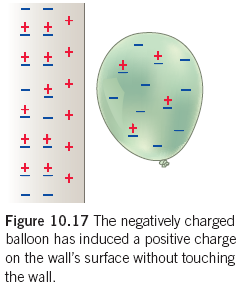 Figure 10.17 The negatively charged
balloon has induced a positive charge
on the wall's surface without touching
the wall.